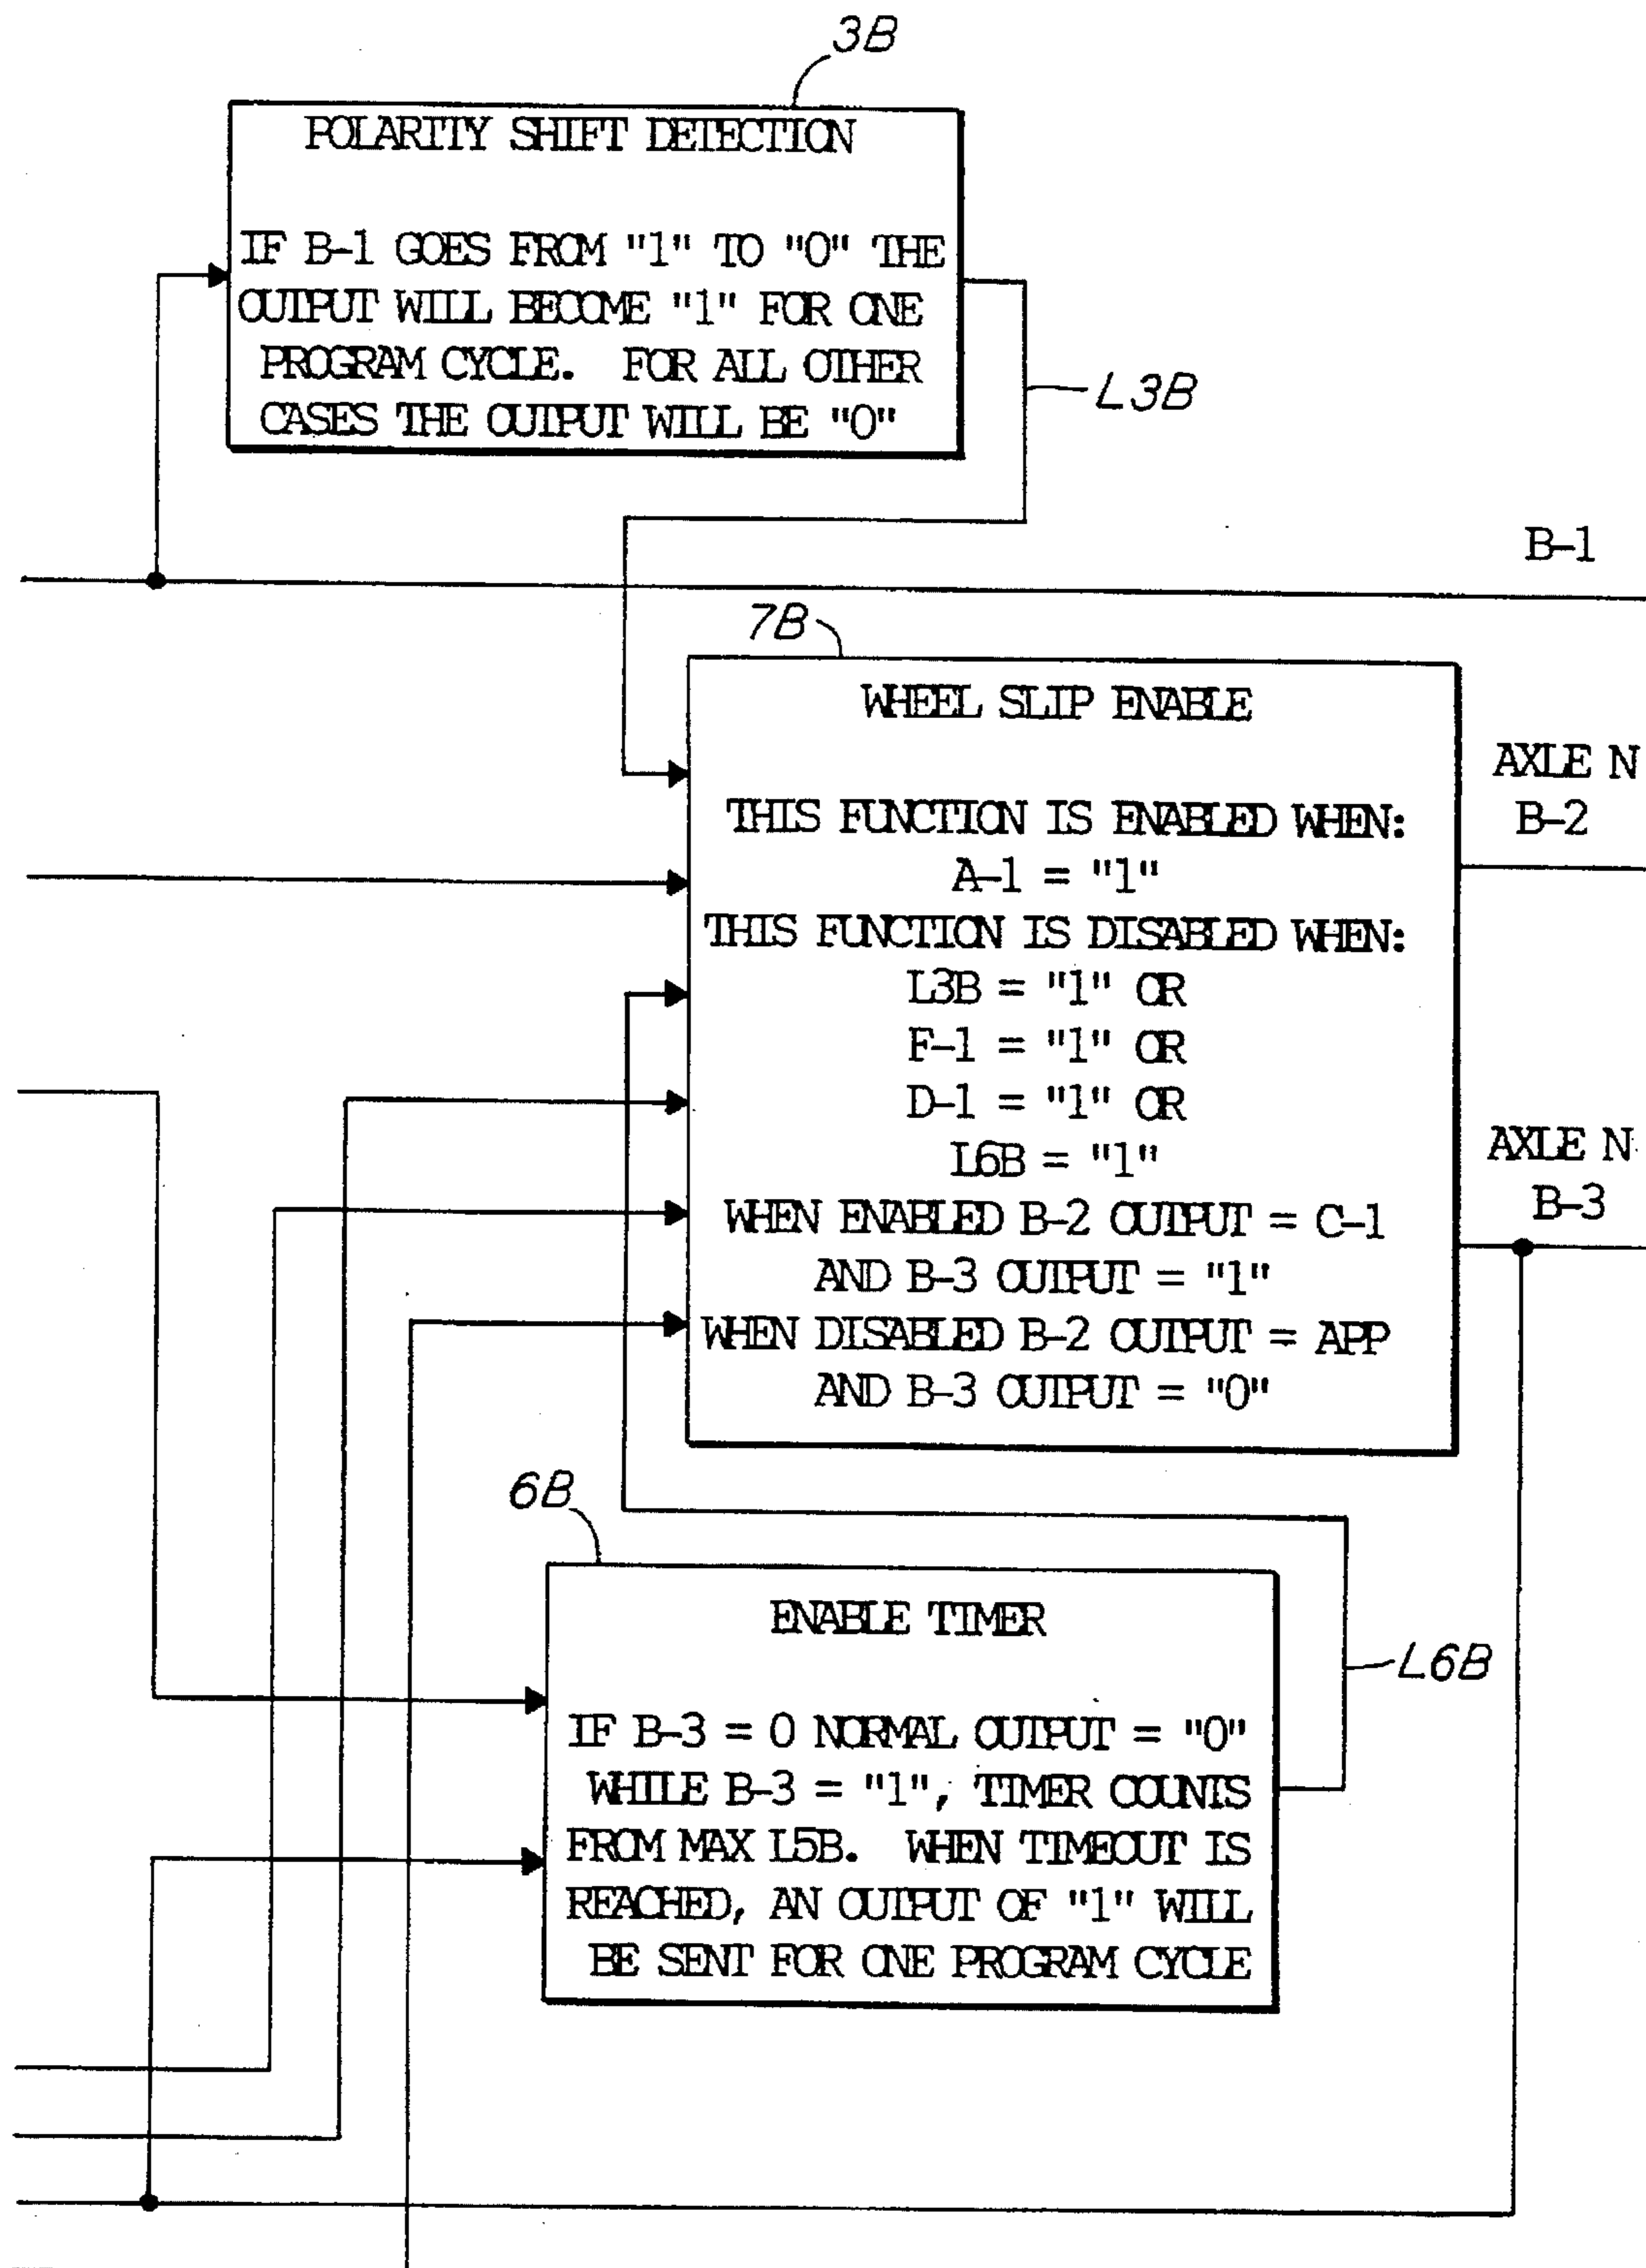 3B
POLARITY SHIFT DETECTION
IF B-1 GOES FROM "1" TO "0" THE
OUTPUT WILL BECOME "1" FOR ONE
PROGRAM CYCLE. FOR ALL OTHER
CASES THE OUTPUT WILL BE "0"
L3B
B-1
7B
WHEEL SLIP ENABLE
THIS FUNCTION IS ENABLED WHEN:
A-1 = "1"
THIS FUNCTION IS DISABLED WHEN:
L3B = "1" OR
F-1 = "1" OR
D-1 = "1" OR
L6B = "1"
WHEN ENABLED B-2 OUTPUT = C-1
AND B-3 OUTPUT = "1"
WHEN DISABLED B-2 OUTPUT = APP
AND B-3 OUTPUT = "0"
AXLE N
B-2
AXLE N
B-3
6B
ENABLE TIMER
IF B-3 = 0 NORMAL OUTPUT = "0"
WHILE B-3 = "1", TIMER COUNTS
FROM MAX L5B. WHEN TIMEOUT IS
REACHED, AN OUTPUT OF "1" WILL
BE SENT FOR ONE PROGRAM CYCLE
L6B